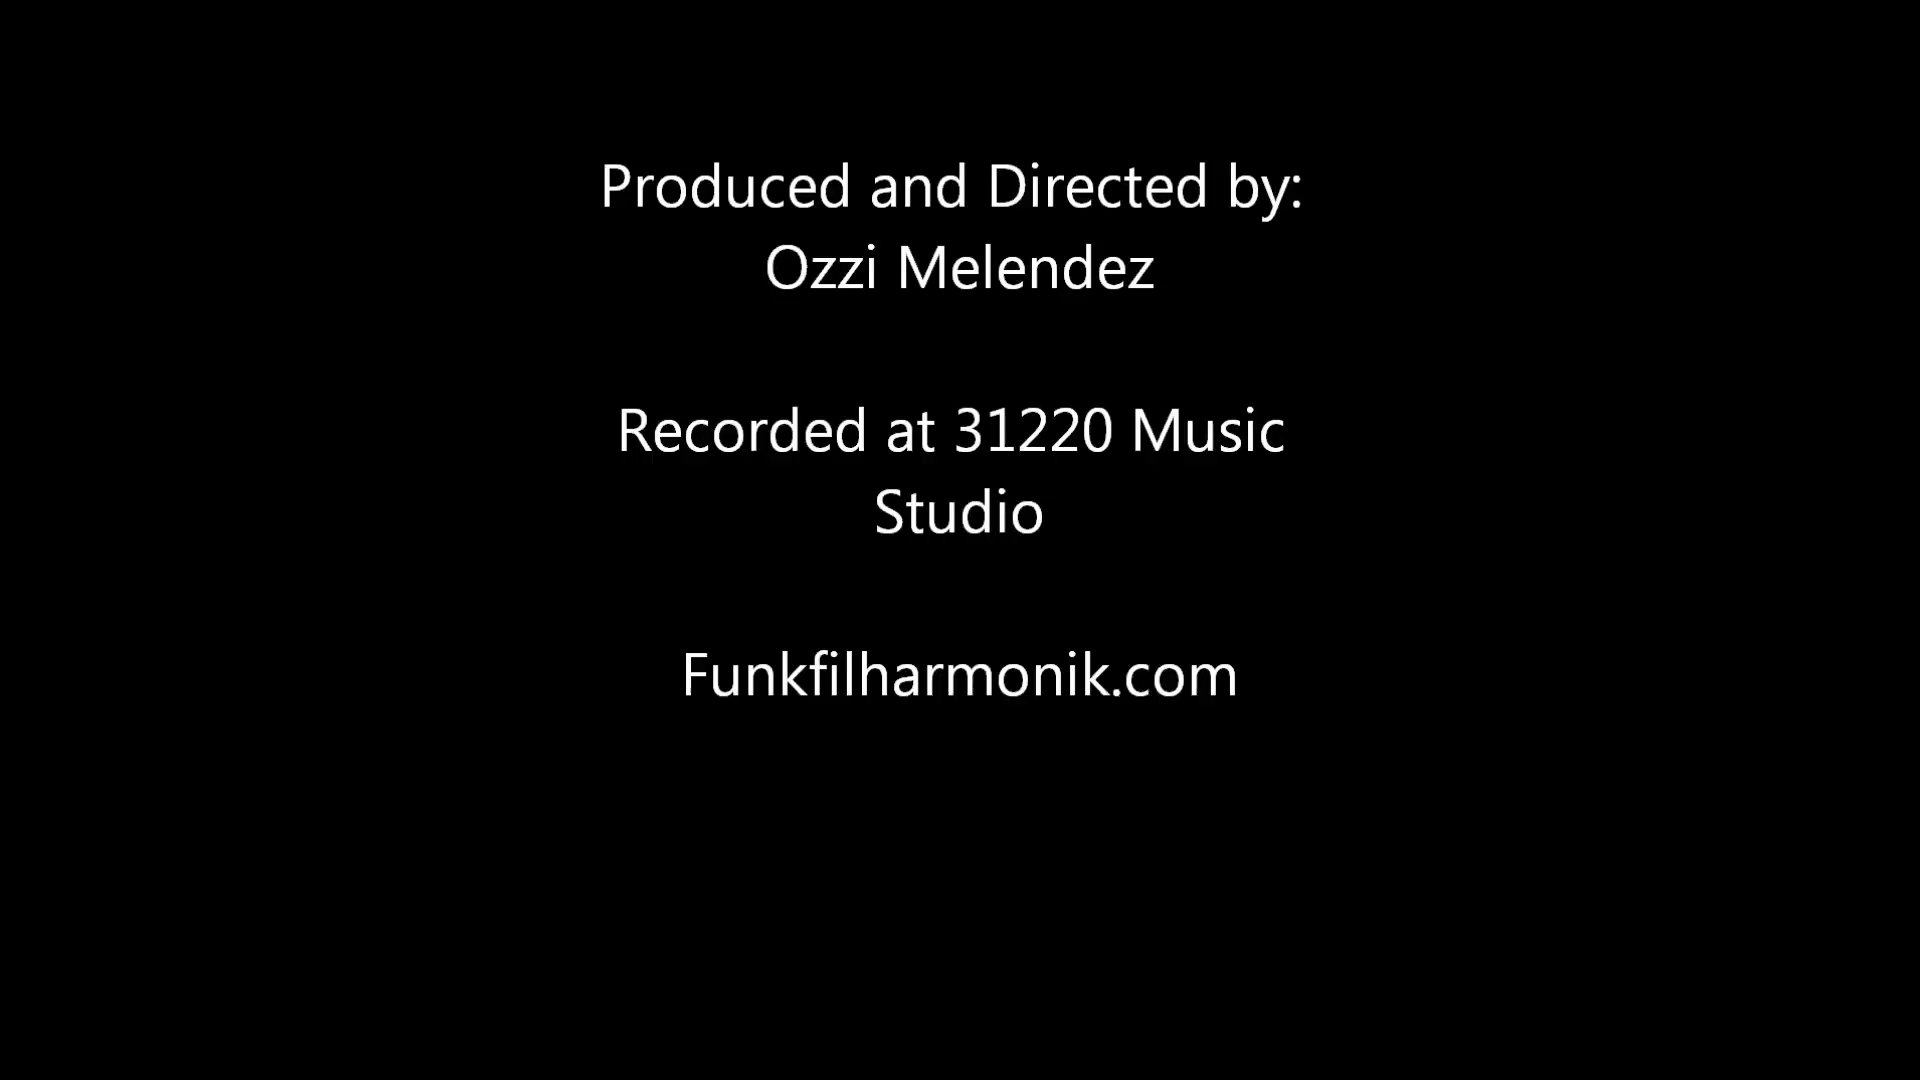 Produced and Directed by:
Ozzi Melendez
Recorded at 31220 Music
Studio
Funkfilharmonik.com